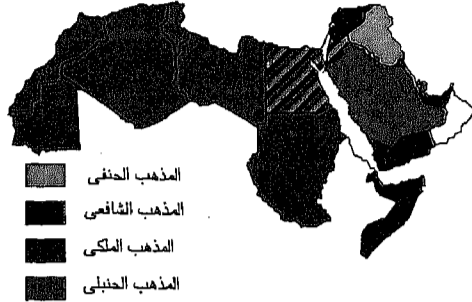 المذهب الحنفى
المذهب الشافعى
المذهب الملكى
المذهب الحنبلى